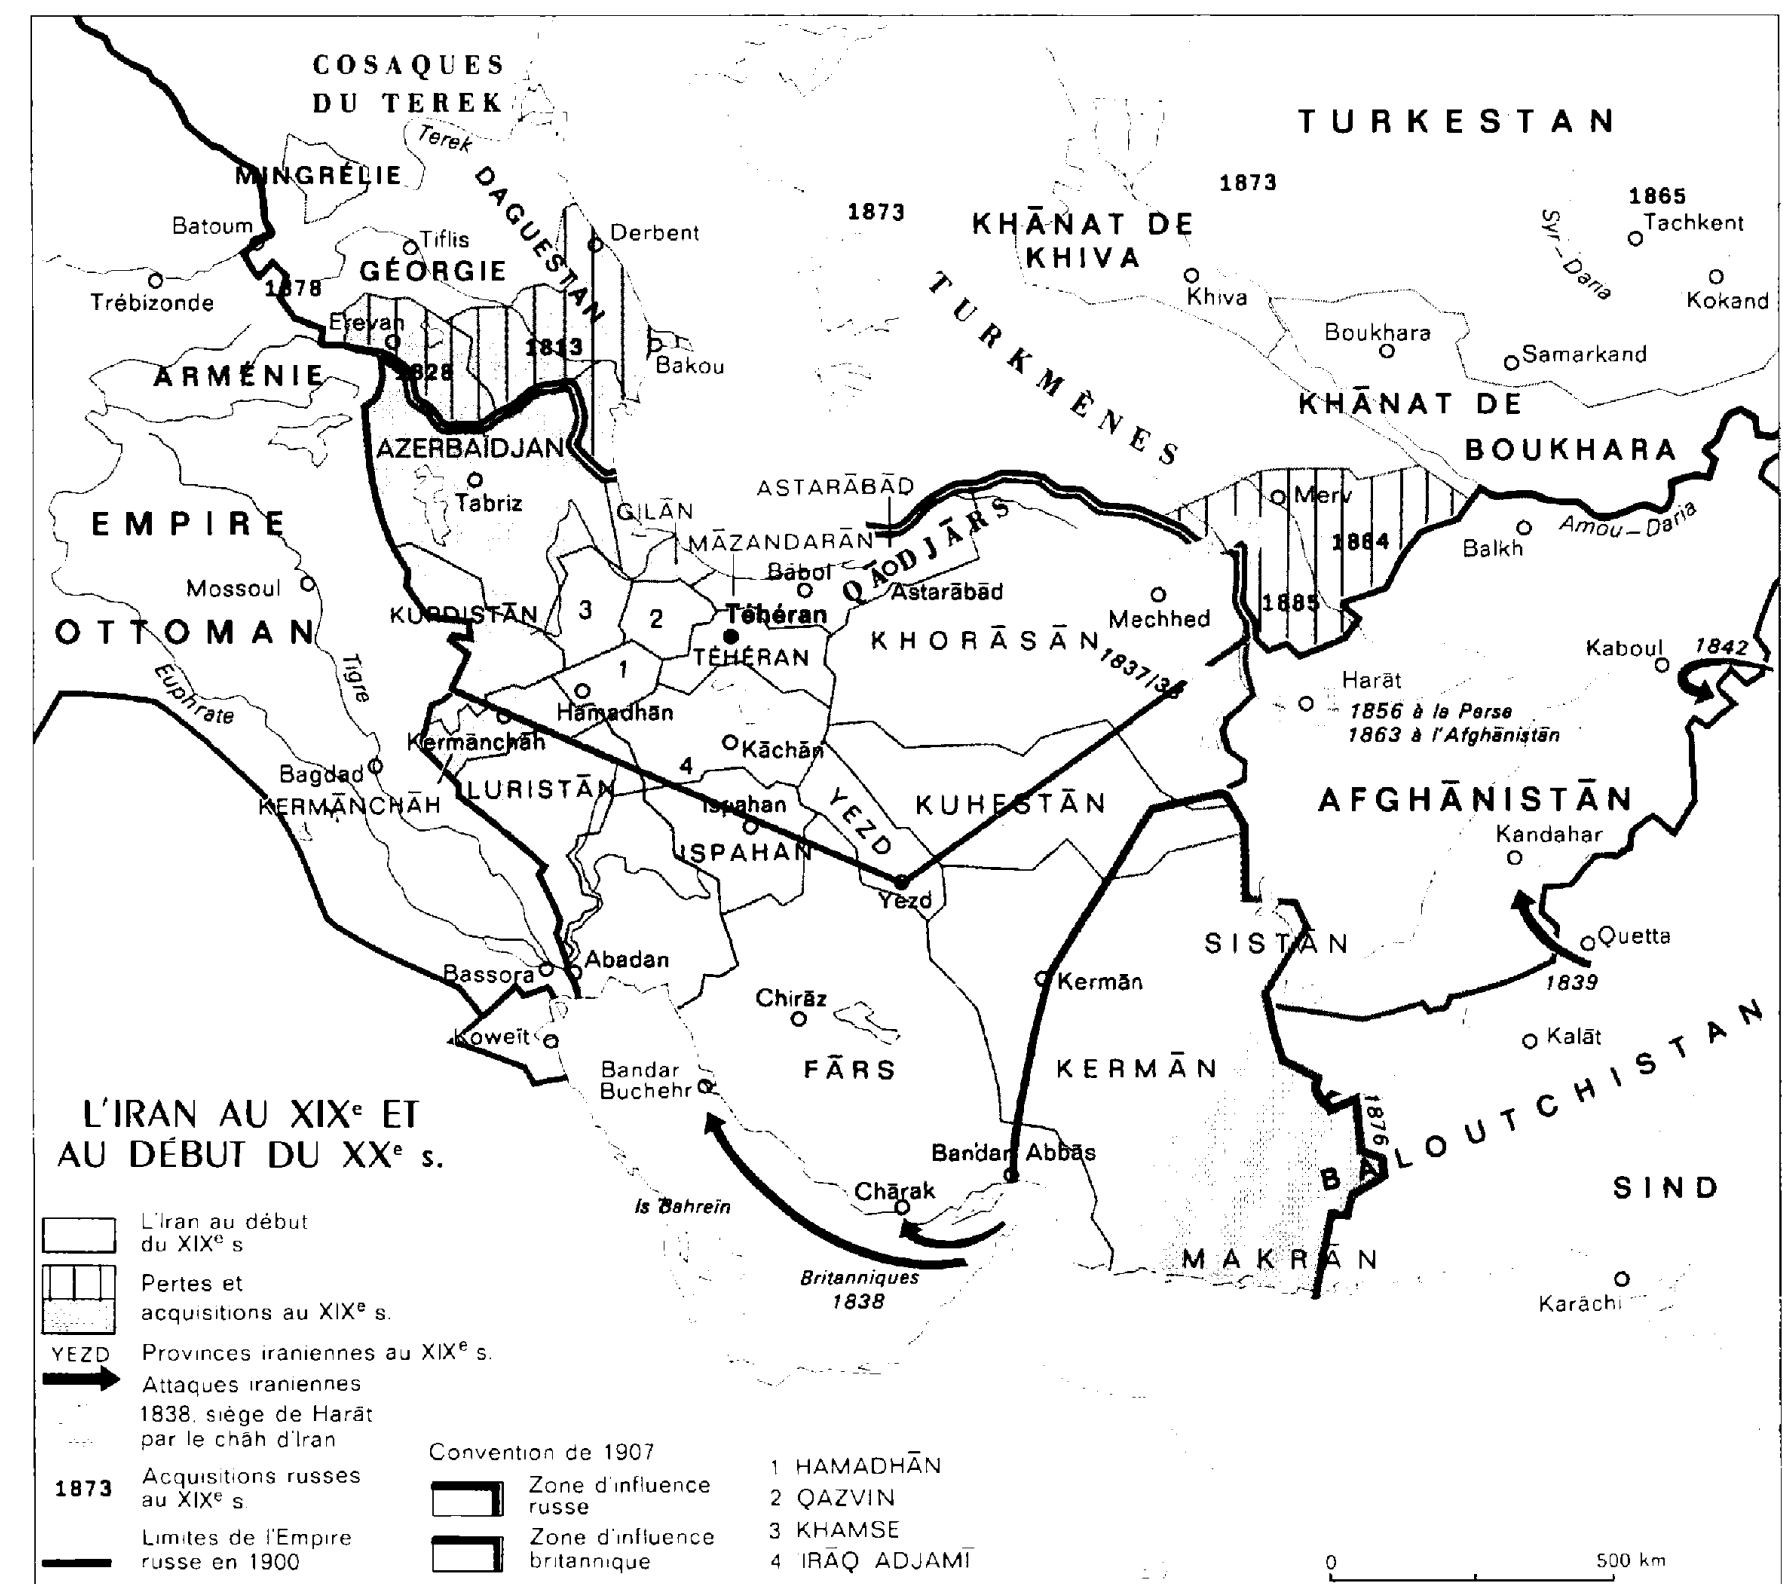 COSAQUES
DU TEREK
Terek
TURKESTAN
MINGRÉLIE
DAGUESTAN
1873
1873
1865
Tachkent
Syr-Daria
Batoum
Tiflis
Derbent
KHĀNAT DE
KHIVA
GÉORGIE
1878
Trébizonde
Khiva
Kokand
TURKMÈNES
Erevan
1813
Bakou
Boukhara
Samarkand
ARMÉNIE
1828
KHĀNAT DE
BOUKHARA
AZERBAÏDJAN
Tabriz
ASTARĀBĀD
GILĀN
Merv
EMPIRE
OTTOMAN
MĀZANDARĀN
QĀDJĀRS
1884
Balkh
Amou-Daria
Mossoul
Bābol
Astarābād
KURDISTĀN
3
2
Téhéran
Mechhed
1885
TÉHÉRAN
KHORĀSĀN
1837/38
Kaboul
1842
Tigre
Euphrate
1
Hamadhān
Harāt
1856 à la Perse
1863 à l'Afghānistān
Kermānchāh
Kāchān
4
Bagdad
KERMĀNCHĀH
LURISTĀN
Ispahan
YEZD
KUHESTĀN
AFGHĀNISTĀN
Kandahar
ISPAHAN
Yezd
SISTĀN
Quetta
Bassora
Abadan
Kermān
1839
Chirāz
Koweït
Kalāt
BALOUTCHISTAN
Bandar
Buchehr
FĀRS
KERMĀN
1876
Bandar Abbās
Chārak
Is Bahreïn
SIND
MAKRĀN
Britanniques
1838
Karāchi
L'IRAN AU XIXe ET
AU DÉBUT DU XXe s.
L'Iran au début
du XIXe s
Pertes et
acquisitions au XIXe s.
YEZD Provinces iraniennes au XIXe s.
Attaques iraniennes
1838, siége de Harāt
par le chāh d'Iran
1873 Acquisitions russes
au XIXe s
Limites de l'Empire
russe en 1900
Convention de 1907
Zone d'influence
russe
Zone d'influence
britannique
1 HAMADHĀN
2 QAZVIN
3 KHAMSE
4 'IRĀQ ADJAMĪ
0 500 km